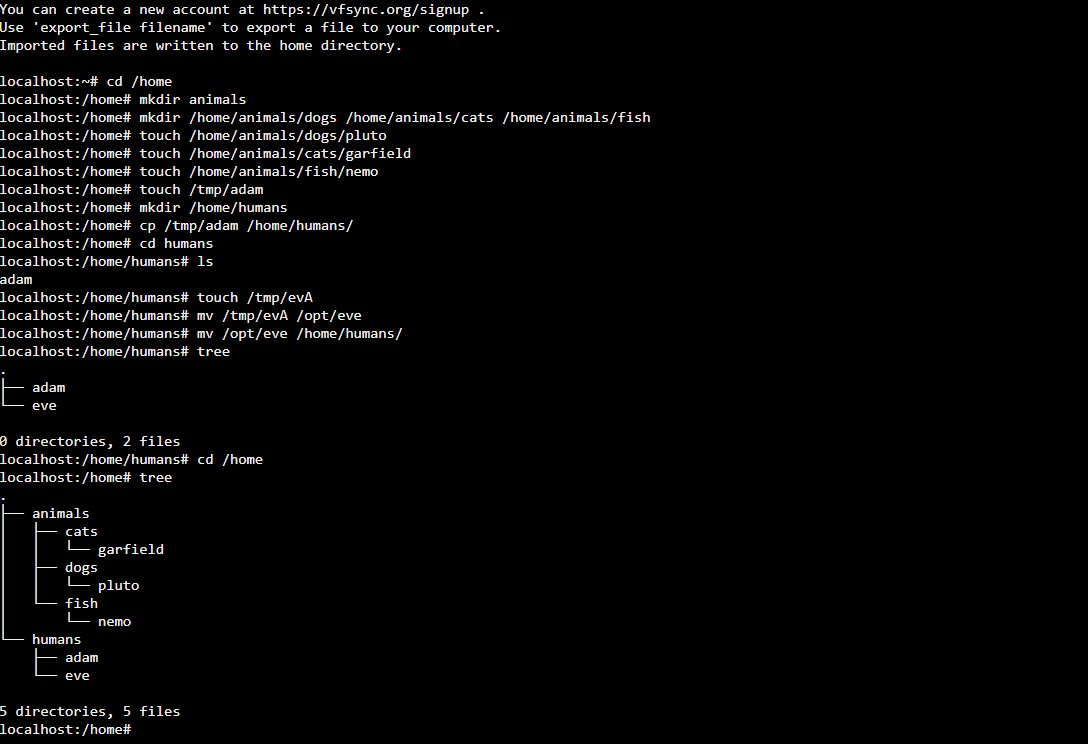 You can create a new account at https://vfsync.org/signup .
Use 'export_file filename' to export a file to your computer.
Imported files are written to the home directory.

localhost:~# cd /home
localhost:/home# mkdir animals
localhost:/home# mkdir /home/animals/dogs /home/animals/cats /home/animals/fish
localhost:/home# touch /home/animals/dogs/pluto
localhost:/home# touch /home/animals/cats/garfield
localhost:/home# touch /home/animals/fish/nemo
localhost:/home# touch /tmp/adam
localhost:/home# mkdir /home/humans
localhost:/home# cp /tmp/adam /home/humans/
localhost:/home# cd humans
localhost:/home/humans# ls
adam
localhost:/home/humans# touch /tmp/evA
localhost:/home/humans# mv /tmp/evA /opt/eve
localhost:/home/humans# mv /opt/eve /home/humans/
localhost:/home/humans# tree
.
├── adam
└── eve

0 directories, 2 files
localhost:/home/humans# cd /home
localhost:/home# tree
.
├── animals
│   ├── cats
│   │   └── garfield
│   ├── dogs
│   │   └── pluto
│   └── fish
│       └── nemo
└── humans
    ├── adam
    └── eve

5 directories, 5 files
localhost:/home#